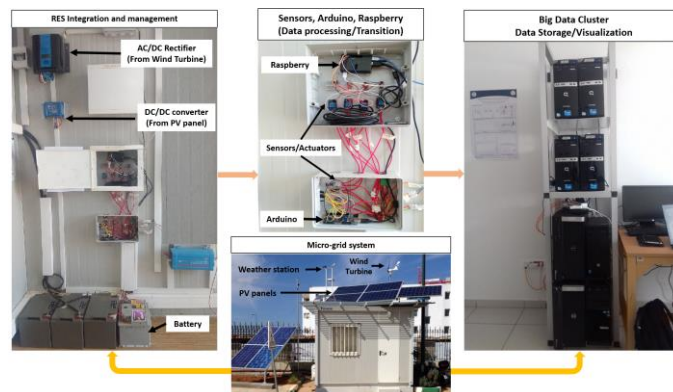 RES Integration and management
AC/DC Rectifier
(From Wind Turbine)
DC/DC converter
(From PV panel)
Battery
Sensors, Arduino, Raspberry
(Data processing/Transition)
Raspberry
Sensors/Actuators
Arduino
Micro-grid system
Weather station
Wind
Turbine
PV panels
Big Data Cluster
Data Storage/Visualization